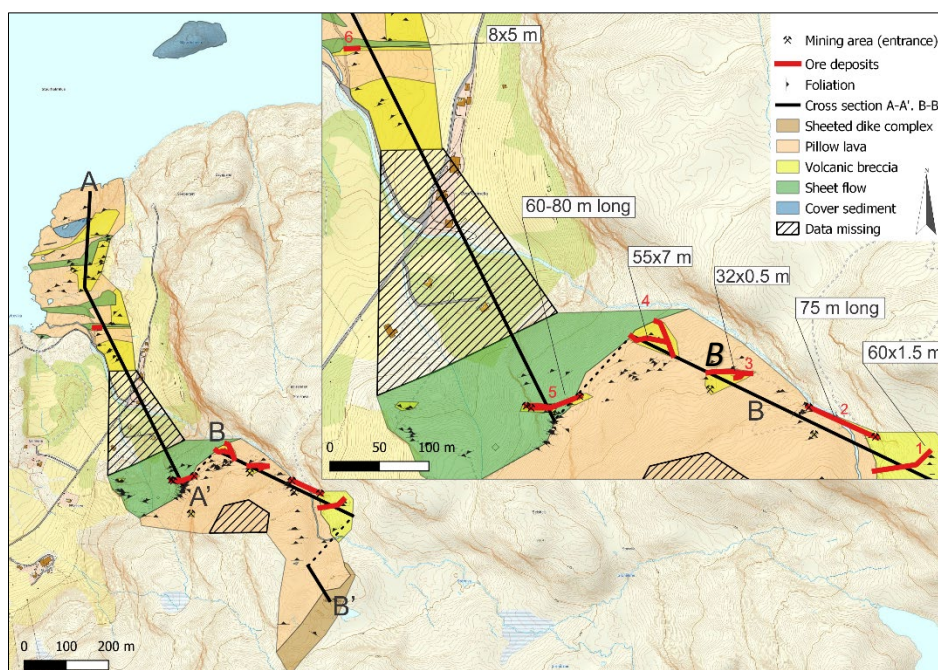 A
B
A'
B'
0 100 200 m
6
8x5 m
60-80 m long
55x7 m
4
32x0.5 m
B
3
75 m long
5
B
2
60x1.5 m
1
0 50 100 m
Mining area (entrance)
Ore deposits
Foliation
Cross section A-A'. B-B
Sheeted dike complex
Pillow lava
Volcanic breccia
Sheet flow
Cover sediment
Data missing
N